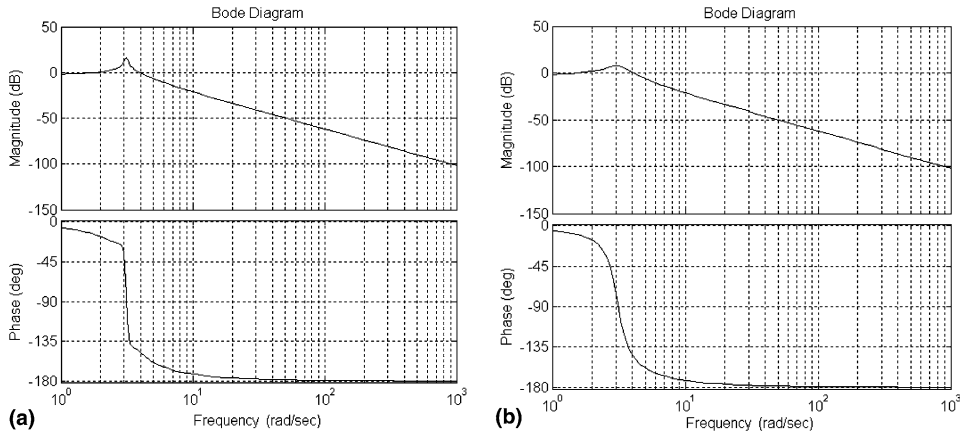 Bode Diagram
50
0
-50
-100
-150
Magnitude (dB)
0
-45
-90
-135
-180
Phase (deg)
10^0
10^1
10^2
10^3
Frequency (rad/sec)
(a)
Bode Diagram
50
0
-50
-100
-150
Magnitude (dB)
0
-45
-90
-135
-180
Phase (deg)
10^0
10^1
10^2
10^3
Frequency (rad/sec)
(b)